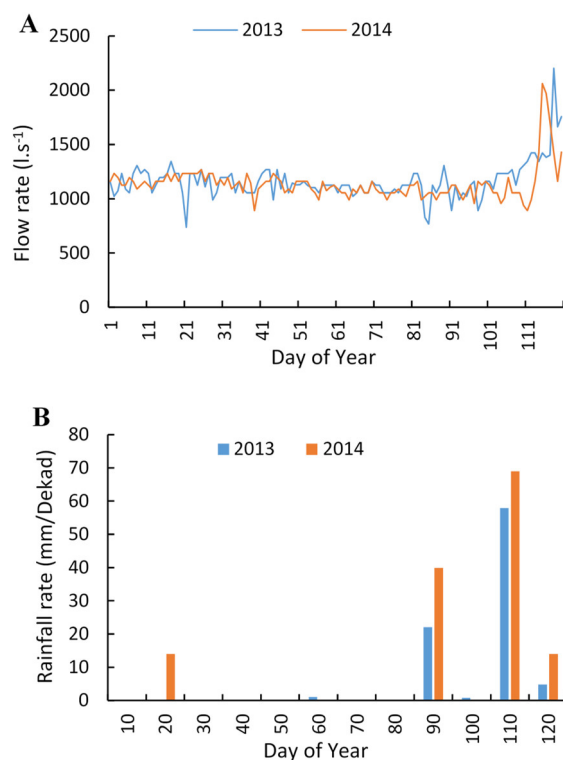 A
2013 2014
2500
2000
1500
1000
500
0
Flow rate (l.s-1)
1 11 21 31 41 51 61 71 81 91 101 111
Day of Year
B
2013 2014
80
70
60
50
40
30
20
10
0
Rainfall rate (mm/Dekad)
10 20 30 40 50 60 70 80 90 100 110 120
Day of Year